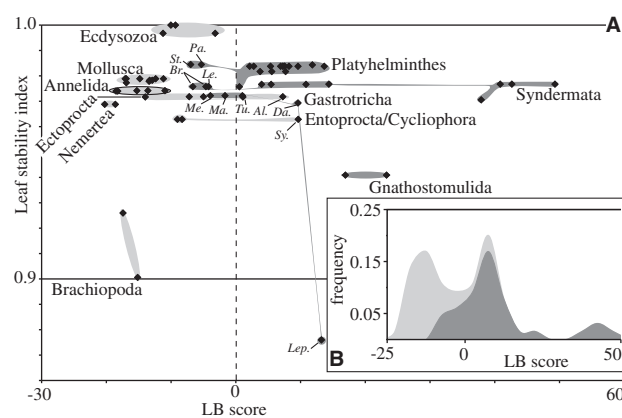 1.0
A
Ecdysozoa
Pa.
St.
Mollusca
Br.
Le.
Platyhelminthes
Annelida
Syndermata
Ectoprocta
Me.
Ma.
Tu.
Al.
Da.
Gastrotricha
Nemertea
Sy.
Entoprocta/Cycliophora
Leaf stability index
Gnathostomulida
0.25
frequency
0.15
0.05
B
-25
0
50
LB score
0.9
Brachiopoda
Lep.
-30
0
60
LB score